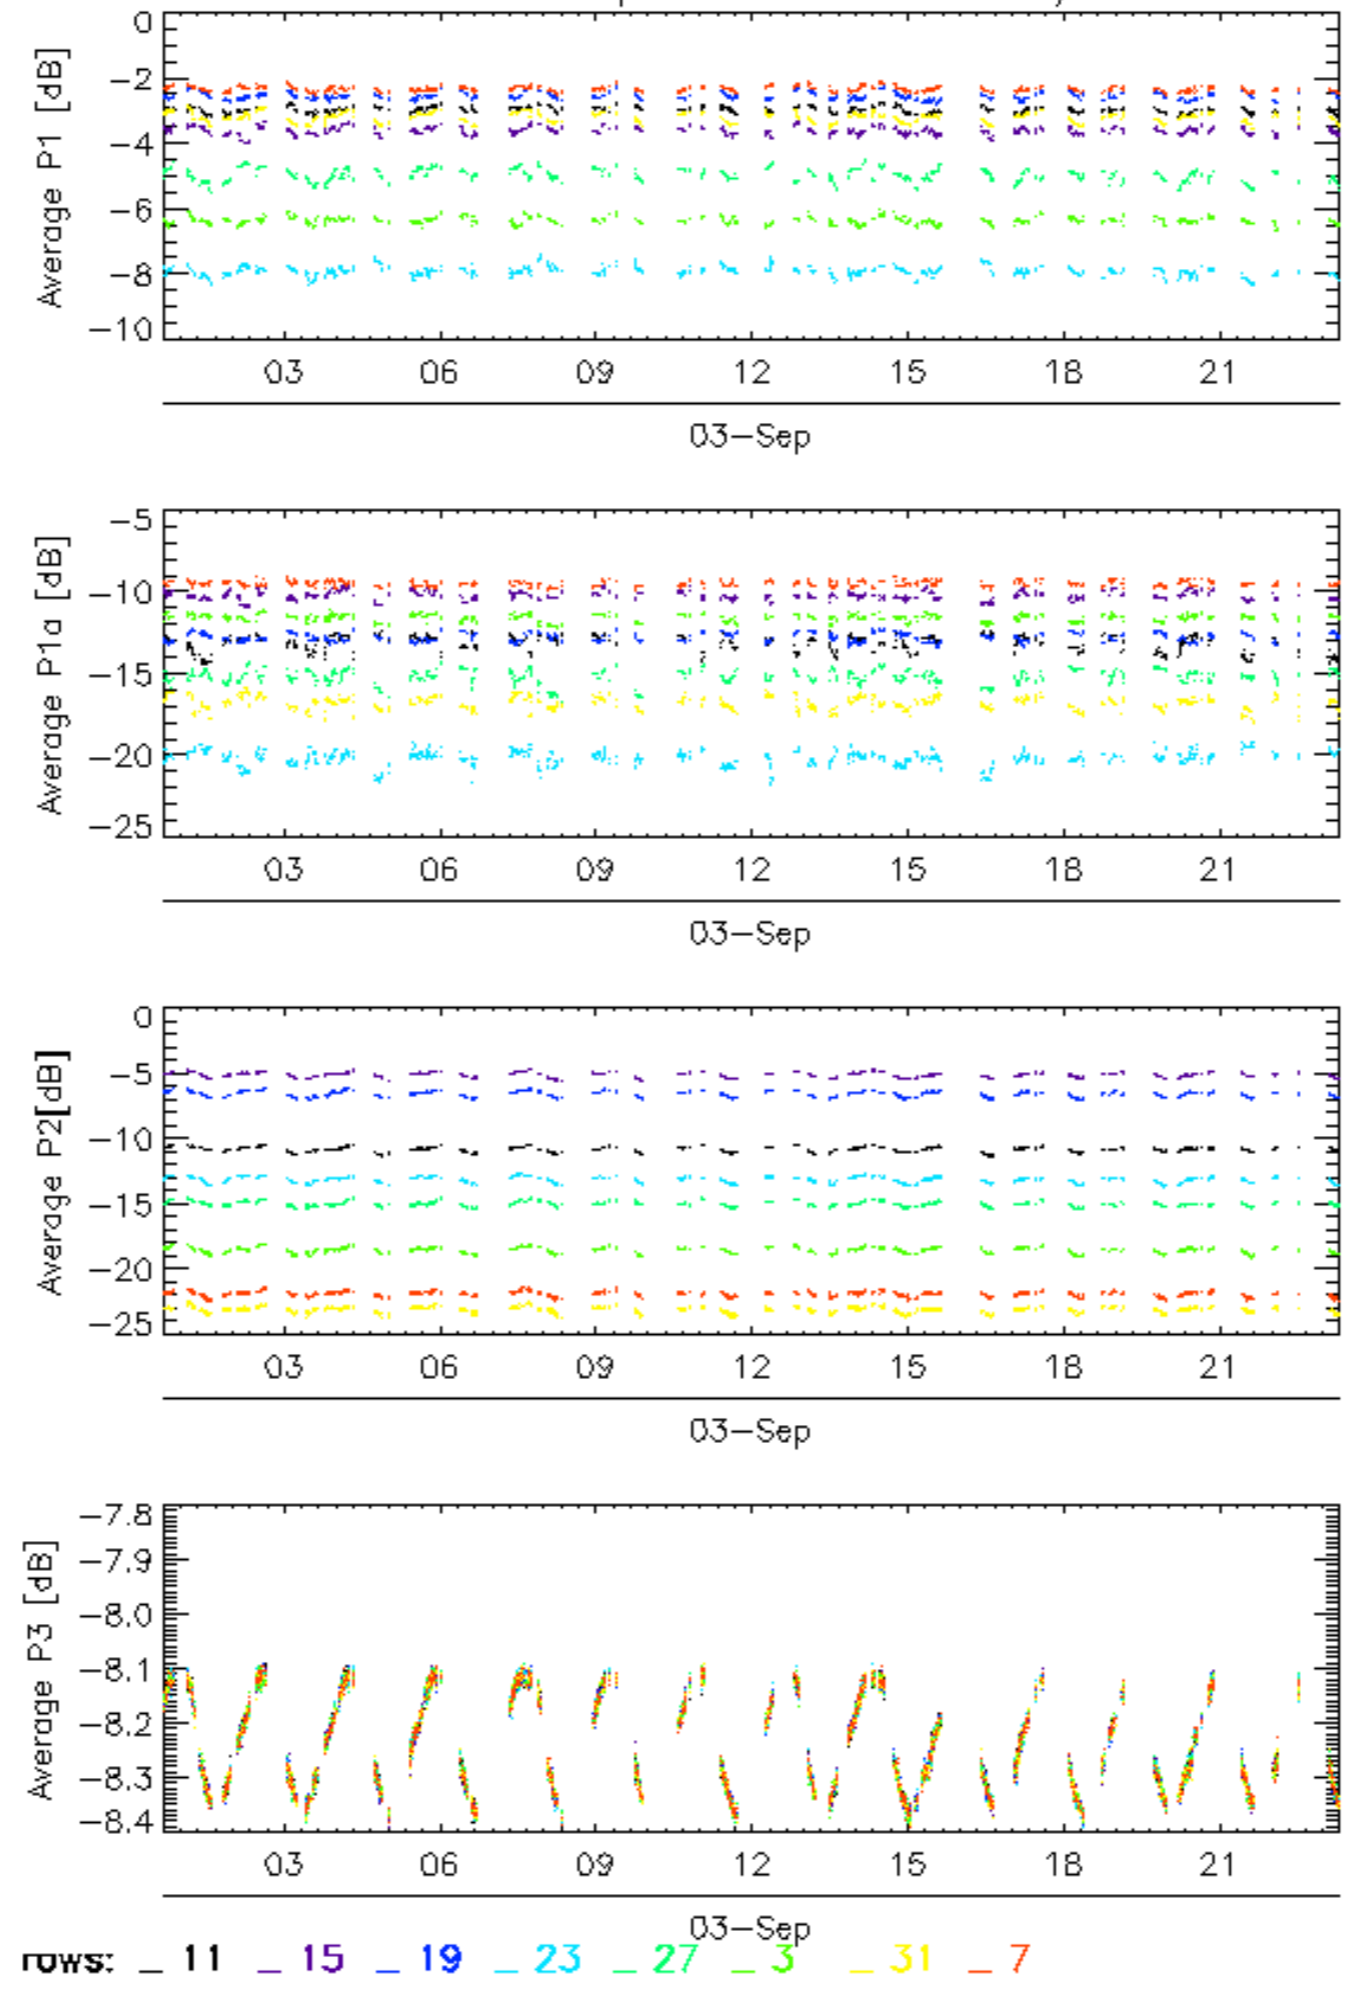 0
−2
−4
−6
−8
−10
Average P1 [dB]
03 06 09 12 15 18 21
03−Sep
−5
−10
−15
−20
−25
Average P1a [dB]
03 06 09 12 15 18 21
03−Sep
0
−5
−10
−15
−20
−25
Average P2[dB]
03 06 09 12 15 18 21
03−Sep
−7.8
−7.9
−8.0
−8.1
−8.2
−8.3
−8.4
Average P3 [dB]
03 06 09 12 15 18 21
03−Sep
rows: _ 11 _ 15 _ 19 _ 23 _ 27 _ 3 _ 31 _ 7